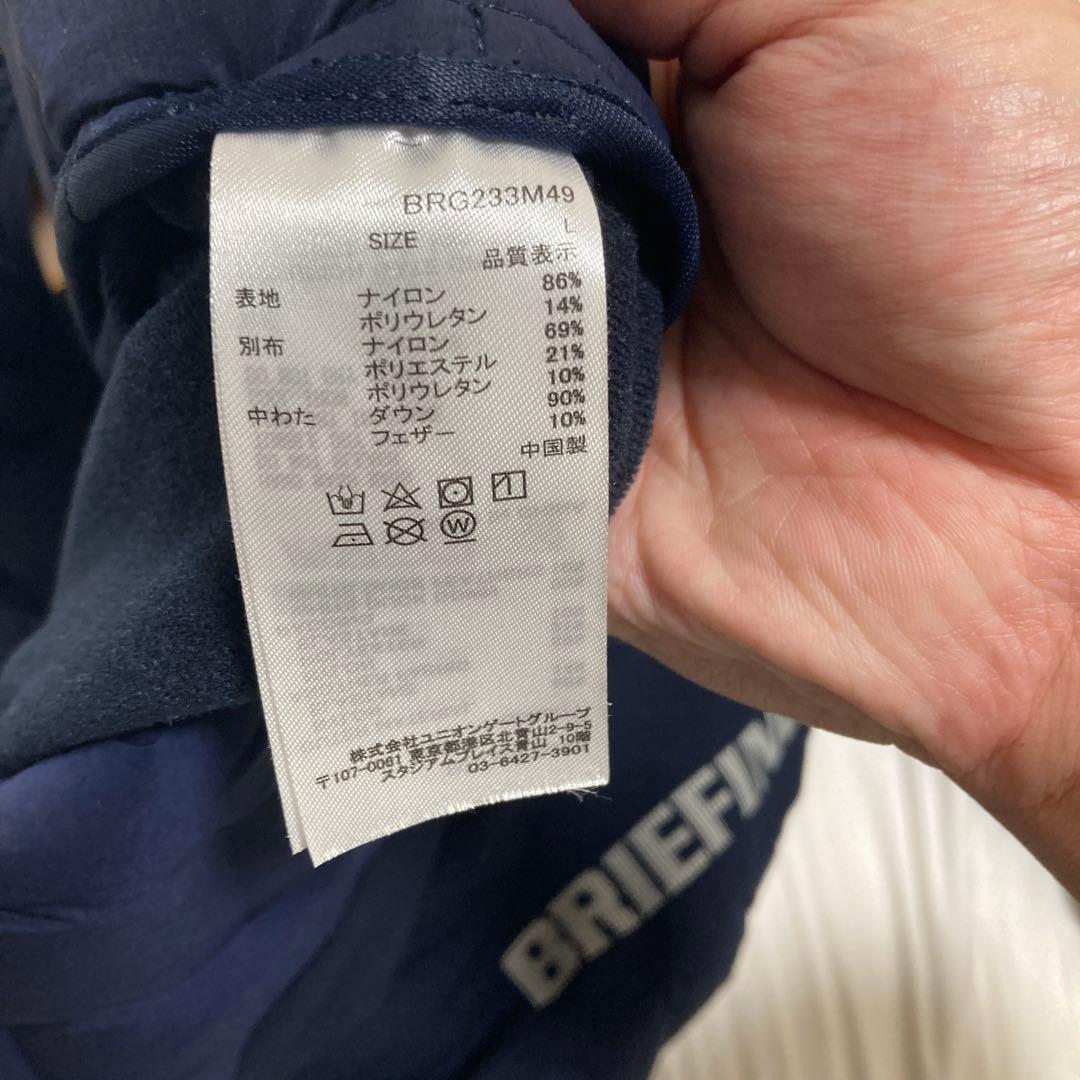 BRG233M49
SIZE L
品質表示
表地 ナイロン 86%
ポリウレタン 14%
別布 ナイロン 69%
ポリエステル 21%
ポリウレタン 10%
中わた ダウン 90%
フェザー 10%
中国製
W
株式会社ユニオンゲートグループ
〒107-0061 東京都港区北青山2-9-5
スタジアムプレイス青山 10階
03-6427-3901
BRIEFIN